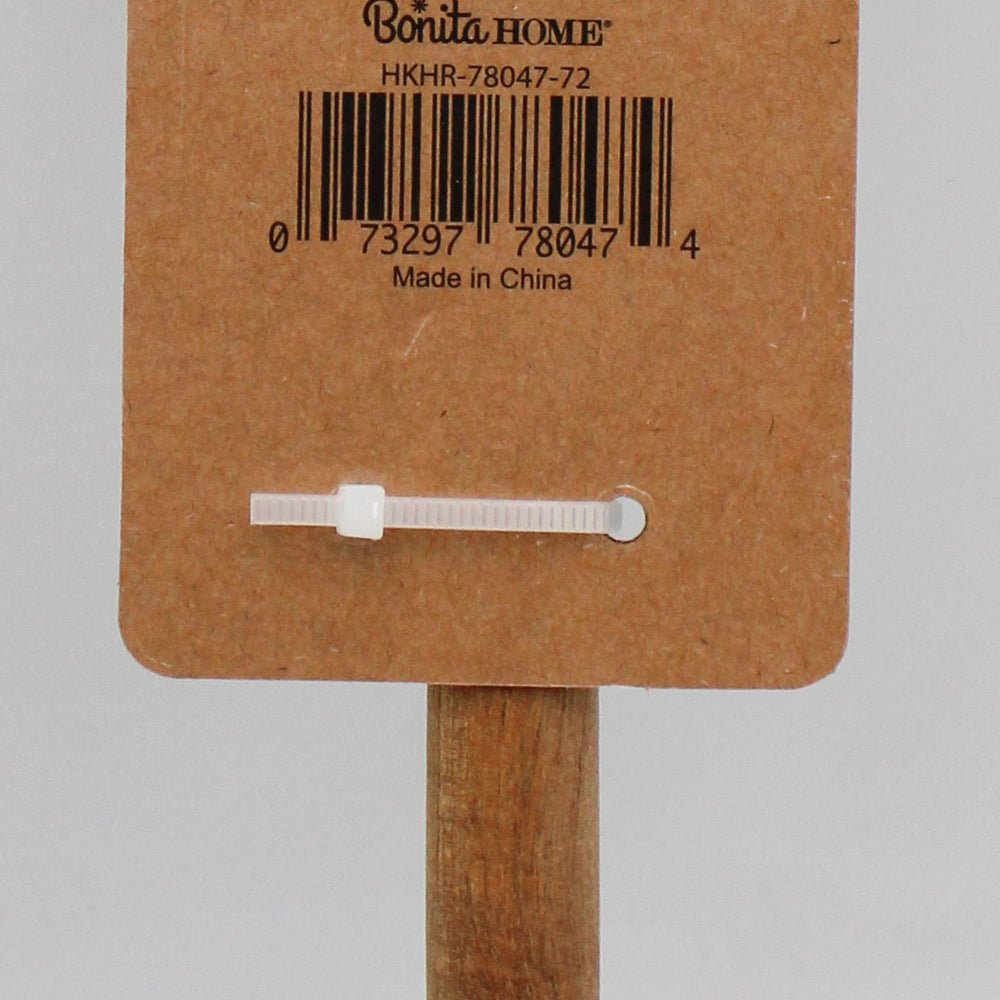 Bonita HOME®
HKHR-78047-72
0 73297 78047 4
Made in China